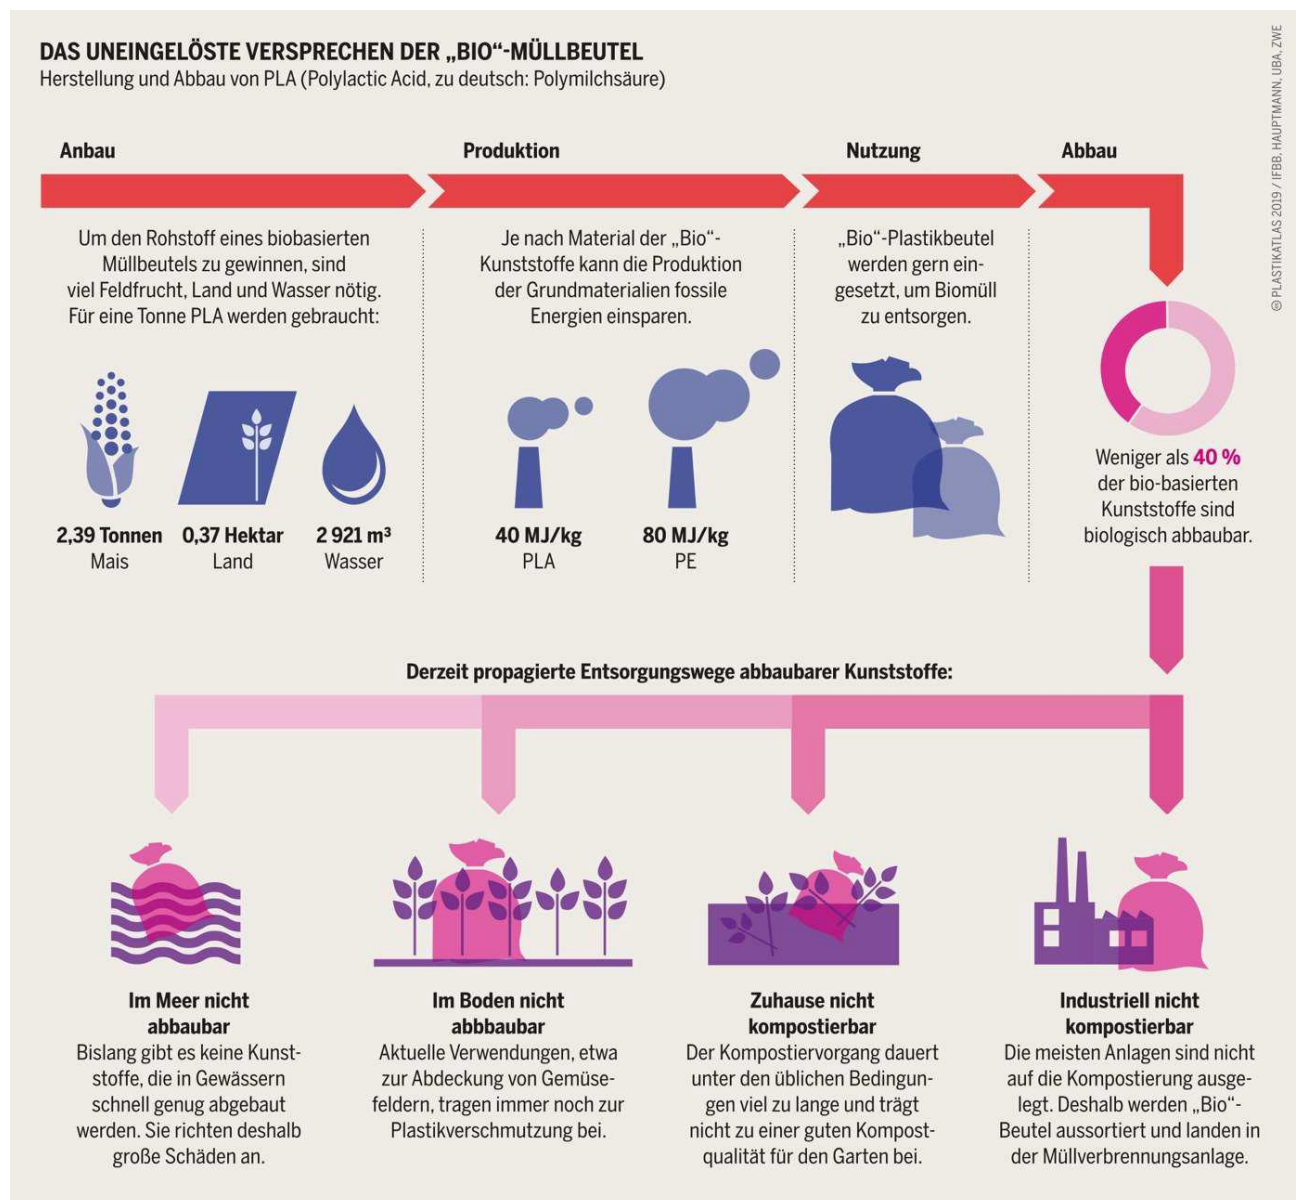 DAS UNEINGELÖSTE VERSPRECHEN DER „BIO“-MÜLLBEUTEL
Herstellung und Abbau von PLA (Polylactic Acid, zu deutsch: Polymilchsäure)
Anbau
Um den Rohstoff eines biobasierten
Müllbeutels zu gewinnen, sind
viel Feldfrucht, Land und Wasser nötig.
Für eine Tonne PLA werden gebraucht:
2,39 Tonnen
Mais
0,37 Hektar
Land
2 921 m³
Wasser
Produktion
Je nach Material der „Bio“-
Kunststoffe kann die Produktion
der Grundmaterialien fossile
Energien einsparen.
40 MJ/kg
PLA
80 MJ/kg
PE
Nutzung
„Bio“-Plastikbeutel
werden gern ein-
gesetzt, um Biomüll
zu entsorgen.
Abbau
Weniger als 40 %
der bio-basierten
Kunststoffe sind
biologisch abbaubar.
Derzeit propagierte Entsorgungswege abbaubarer Kunststoffe:
Im Meer nicht
abbaubar
Bislang gibt es keine Kunst-
stoffe, die in Gewässern
schnell genug abgebaut
werden. Sie richten deshalb
große Schäden an.
Im Boden nicht
abbbaubar
Aktuelle Verwendungen, etwa
zur Abdeckung von Gemüse-
feldern, tragen immer noch zur
Plastikverschmutzung bei.
Zuhause nicht
kompostierbar
Der Kompostiervorgang dauert
unter den üblichen Bedingun-
gen viel zu lange und trägt
nicht zu einer guten Kompost-
qualität für den Garten bei.
Industriell nicht
kompostierbar
Die meisten Anlagen sind nicht
auf die Kompostierung ausge-
legt. Deshalb werden „Bio“-
Beutel aussortiert und landen in
der Müllverbrennungsanlage.
PLASTIKATLAS 2019 / IFBB, HAUPTMANN, UBA, ZWE